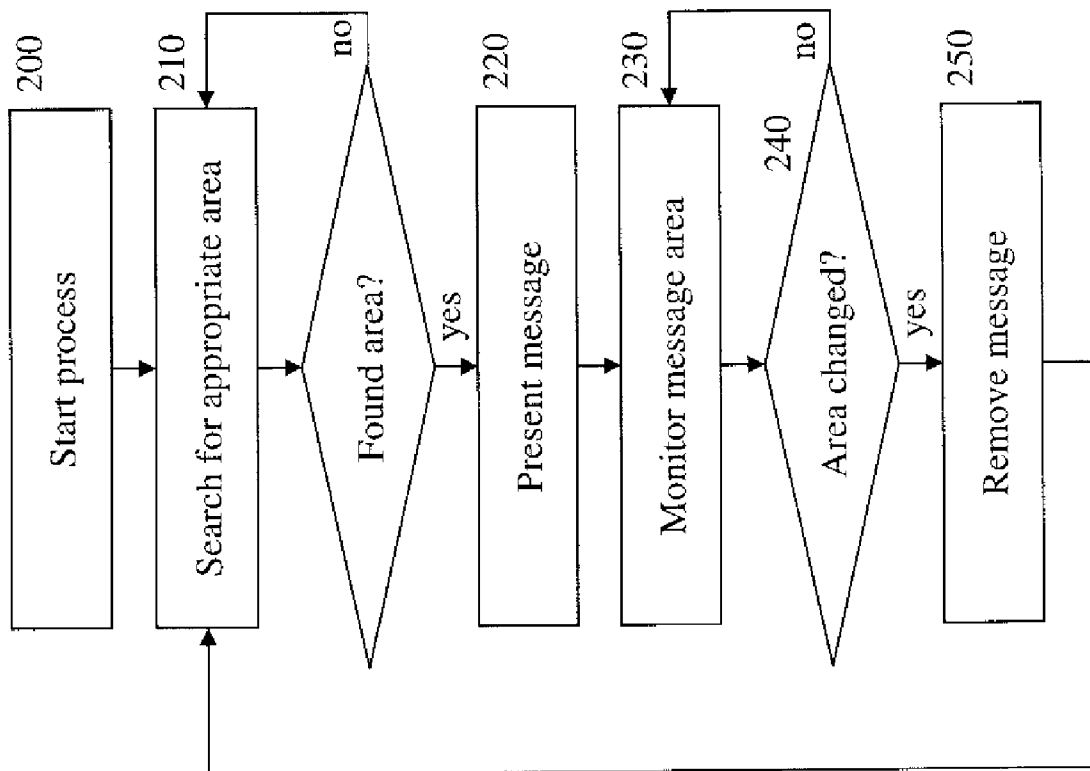 200
Start process
210
Search for appropriate area
no
Found area?
yes
220
Present message
230
Monitor message area
no
240
Area changed?
yes
250
Remove message